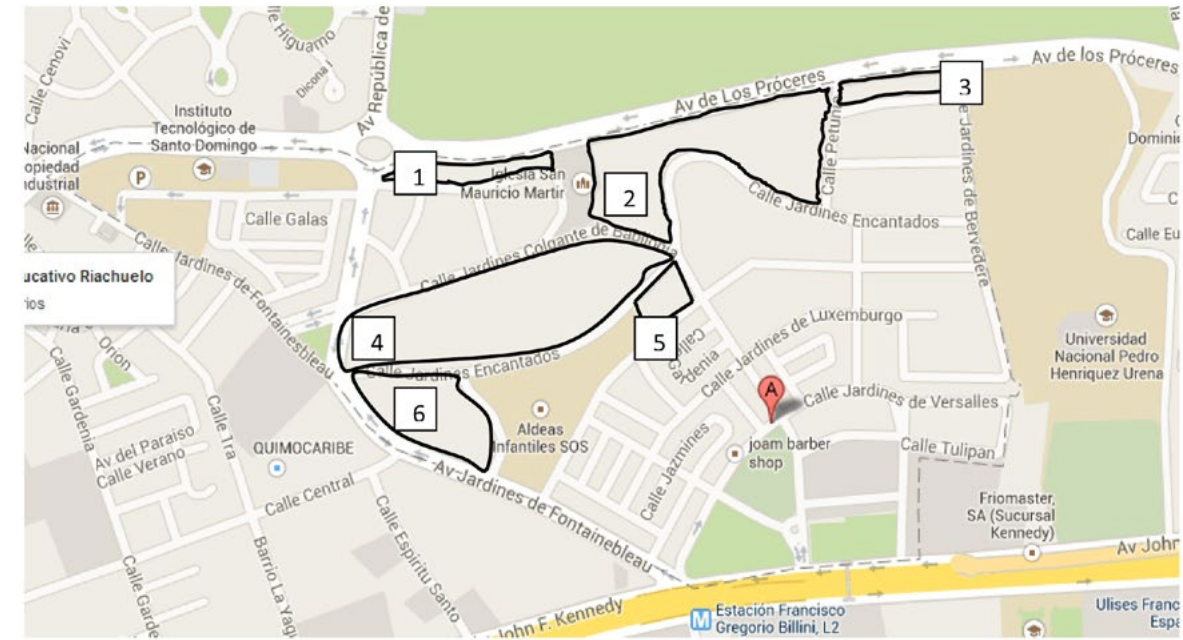 Calle Cenovi
lle Higuamo
Dicona I
Av República de
Instituto
Tecnológico de
Santo Domingo
Nacional
opiedad
ndustrial
P
Calle Galas
1
Iglesia San
Mauricio Martir
2
Av de Los Próceres
3
Av de los Próceres
Calle Petunia
Calle Jardines Encantados
e Jardines de Bervedere
Domini
C
Calle Eu
Calle Jardines Colgante de Babilonia
Calle Jardines de Fontainesbleau
ucativo Riachuelo
rios
Orion
Calle Gardenia
4
Calle Jardines Encantados
5
Calle Gardenia
Calle Jardines de Luxemburgo
Universidad
Nacional Pedro
Henriquez Urena
A
Calle Jardines de Versalles
6
Aldeas
Infantiles SOS
joam barber
shop
Calle Tulipan
Calle Jazmines
Av del Paraiso
Calle Verano
Calle Tra
QUIMOCARIBE
Calle Central
Av Jardines de Fontainebleau
Friomaster,
SA (Sucursal
Kennedy)
Av John
Calle Espiritu Santo
Barrio La Yag
Calle Garde
John F. Kennedy
M
Estación Francisco
Gregorio Billini, L2
Ulises Franc
Espa